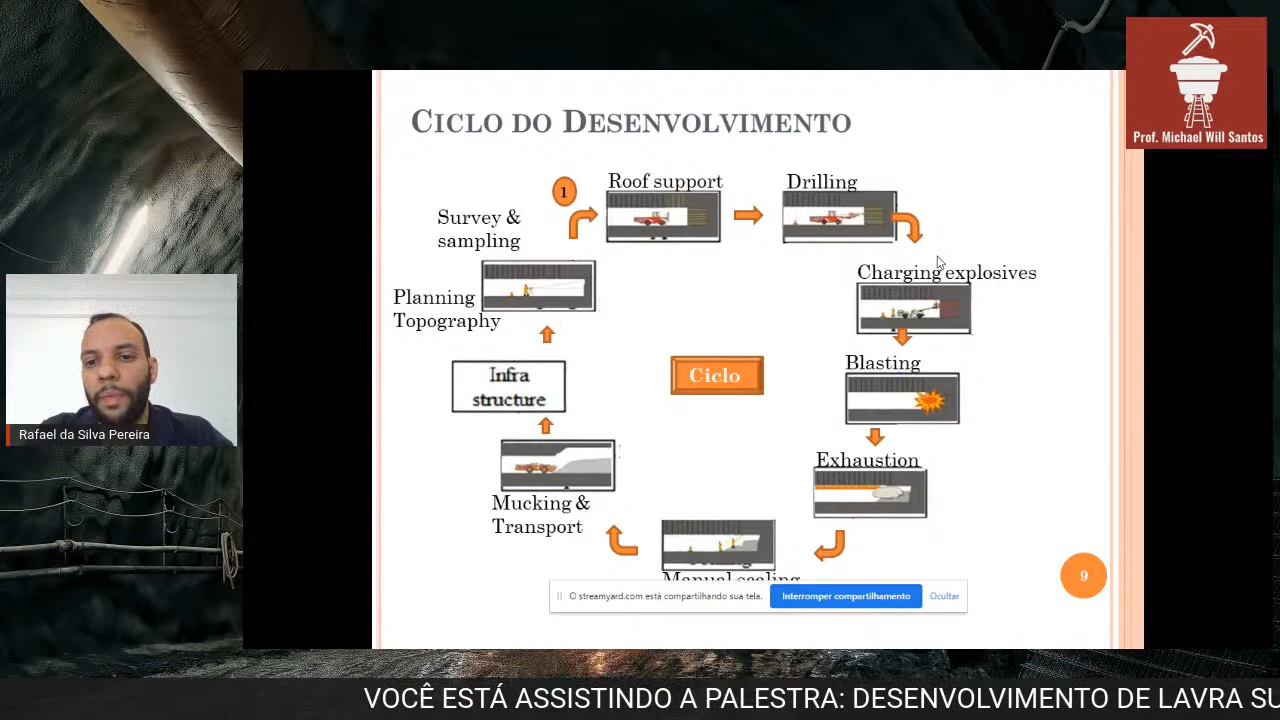 Prof. Michael Will Santos
CICLO DO DESENVOLVIMENTO
1
Roof support
Drilling
Survey &
sampling
Charging explosives
Planning
Topography
Blasting
Infra
structure
Ciclo
Exhaustion
Mucking &
Transport
Manual scaling
9
O streamyard.com está compartilhando sua tela.
Interromper compartilhamento
Ocultar
Rafael da Silva Pereira
VOCÊ ESTÁ ASSISTINDO A PALESTRA: DESENVOLVIMENTO DE LAVRA SU